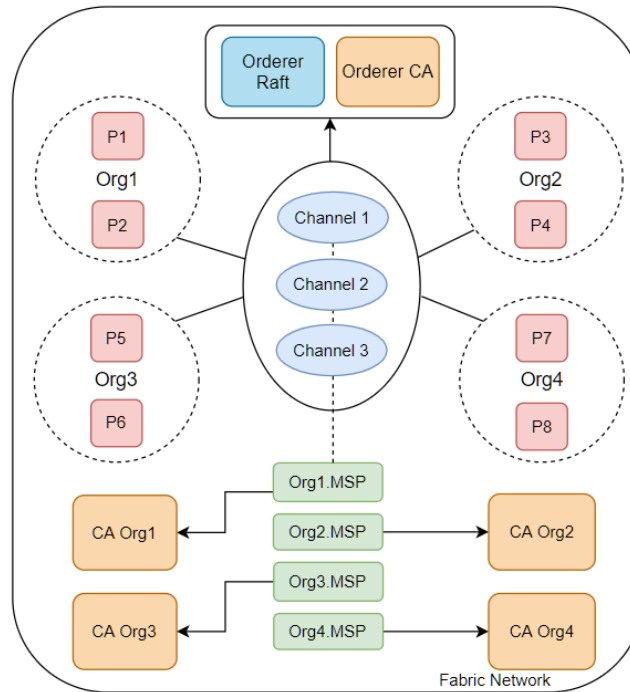 Orderer
Raft
Orderer CA
P1
Org1
P2
P3
Org2
P4
Channel 1
Channel 2
Channel 3
P5
Org3
P6
P7
Org4
P8
Org1.MSP
Org2.MSP
Org3.MSP
Org4.MSP
CA Org1
CA Org2
CA Org3
CA Org4
Fabric Network